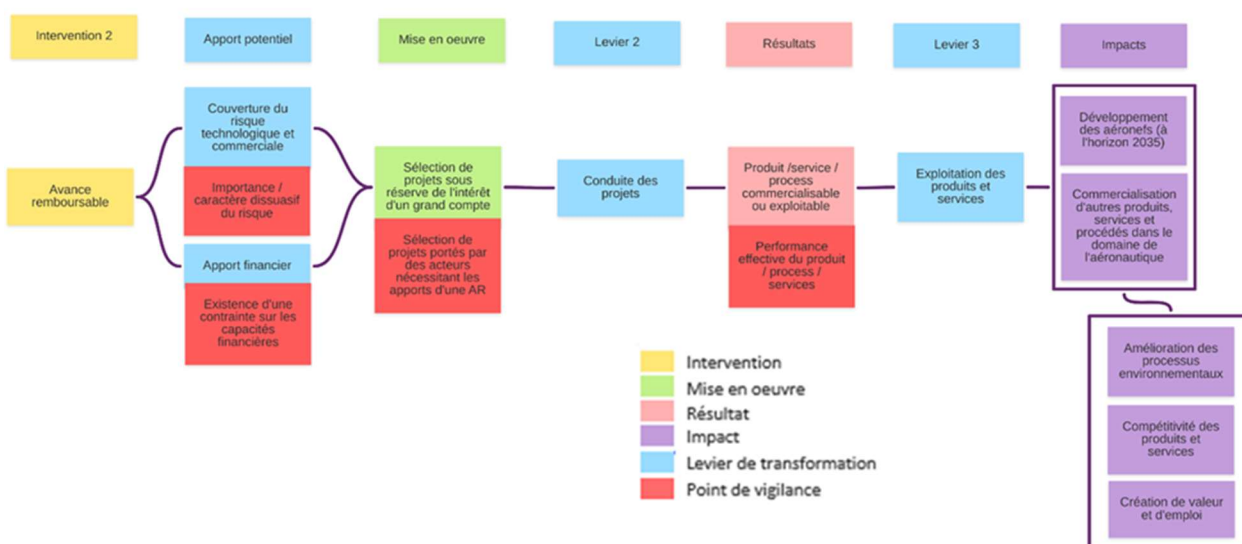 Intervention 2
Apport potentiel
Mise en oeuvre
Levier 2
Résultats
Levier 3
Impacts
Avance
remboursable
Couverture du
risque
technologique et
commerciale
Importance /
caractère dissuasif
du risque
Apport financier
Existence d'une
contrainte sur les
capacités
financières
Sélection de
projets sous
réserve de l'intérêt
d'un grand compte
Sélection de
projets portés par
des acteurs
nécessitant les
apports d'une AR
Conduite des
projets
Produit /service /
process
commercialisable
ou exploitable
Performance
effective du produit
/ process /
services
Exploitation des
produits et
services
Développement
des aéronefs (à
l'horizon 2035)
Commercialisation
d'autres produits,
services et
procédés dans le
domaine de
l'aéronautique
Amélioration des
processus
environnementaux
Compétitivité des
produits et
services
Création de valeur
et d'emploi
Intervention
Mise en oeuvre
Résultat
Impact
Levier de transformation
Point de vigilance